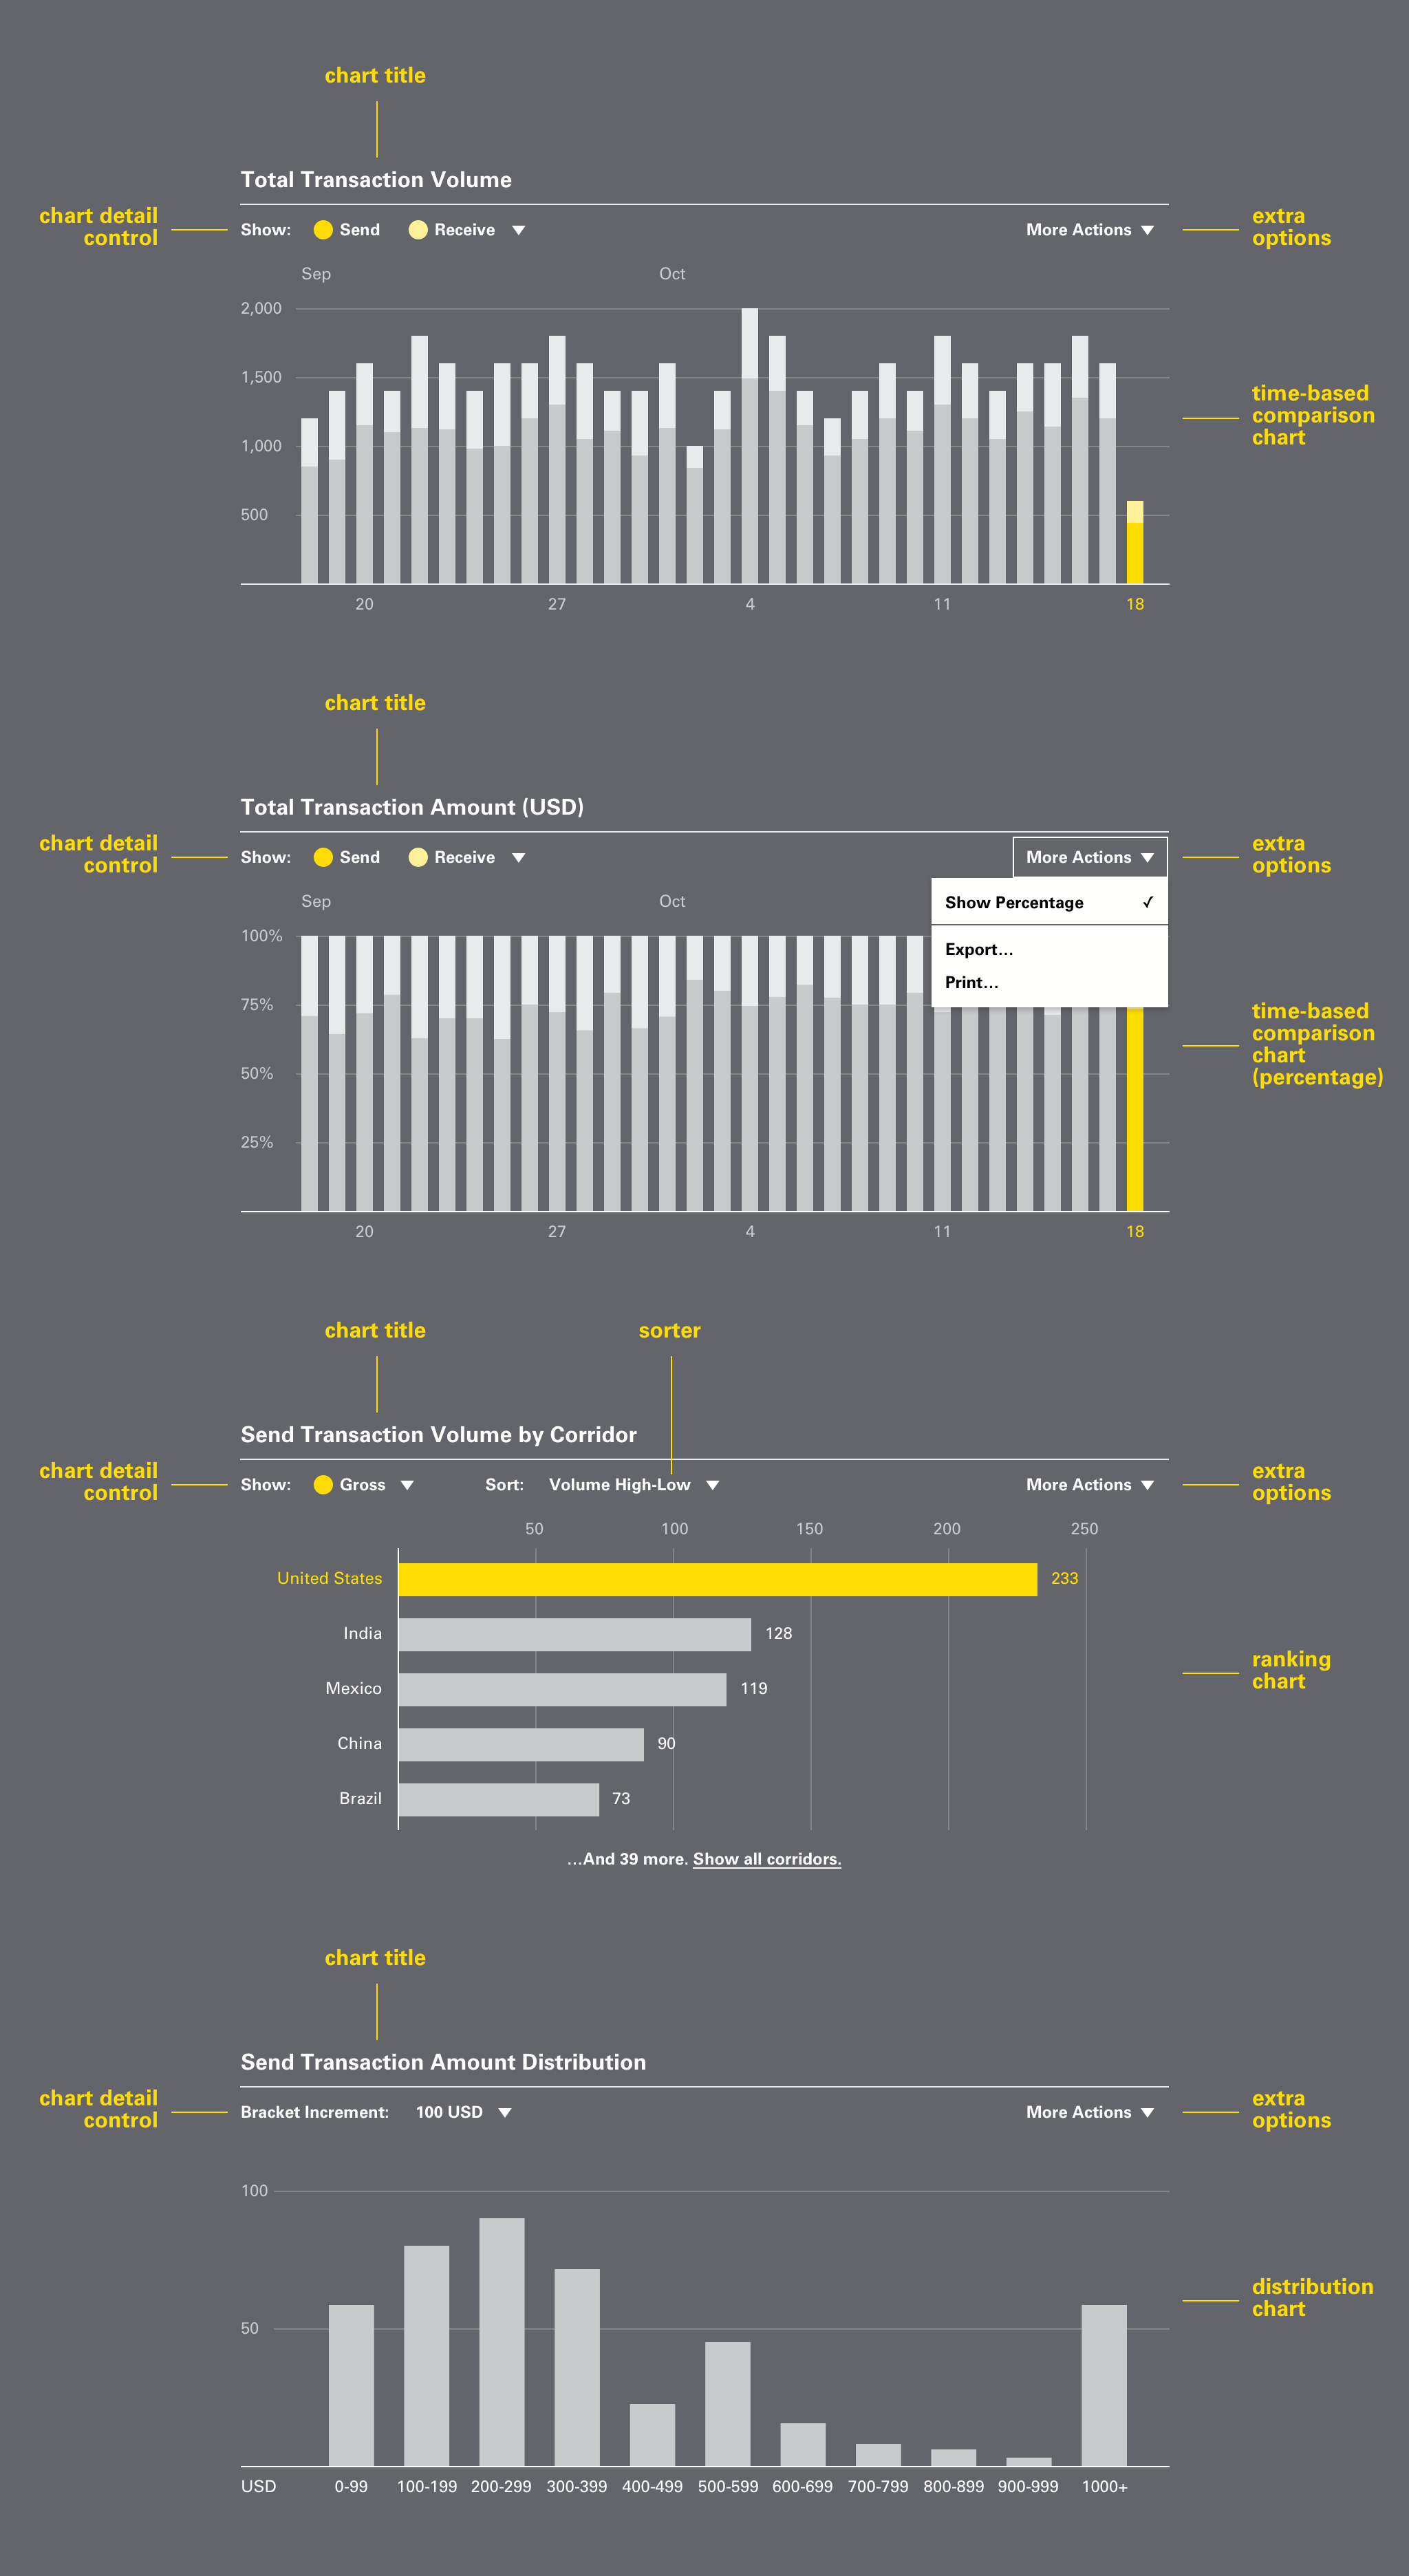 chart title
Total Transaction Volume
chart detail
control
Show: Send Receive
More Actions
extra
options
Sep Oct
2,000
1,500
1,000
500
time-based
comparison
chart
20 27 4 11 18
chart title
Total Transaction Amount (USD)
chart detail
control
Show: Send Receive
More Actions
extra
options
Show Percentage ✓
Export...
Print...
Sep Oct
100%
75%
50%
25%
time-based
comparison
chart
(percentage)
20 27 4 11 18
chart title
sorter
Send Transaction Volume by Corridor
chart detail
control
Show: Gross Sort: Volume High-Low
More Actions
extra
options
50 100 150 200 250
United States 233
India 128
Mexico 119
China 90
Brazil 73
ranking
chart
...And 39 more. Show all corridors.
chart title
Send Transaction Amount Distribution
chart detail
control
Bracket Increment: 100 USD
More Actions
extra
options
100
50
distribution
chart
USD 0-99 100-199 200-299 300-399 400-499 500-599 600-699 700-799 800-899 900-999 1000+